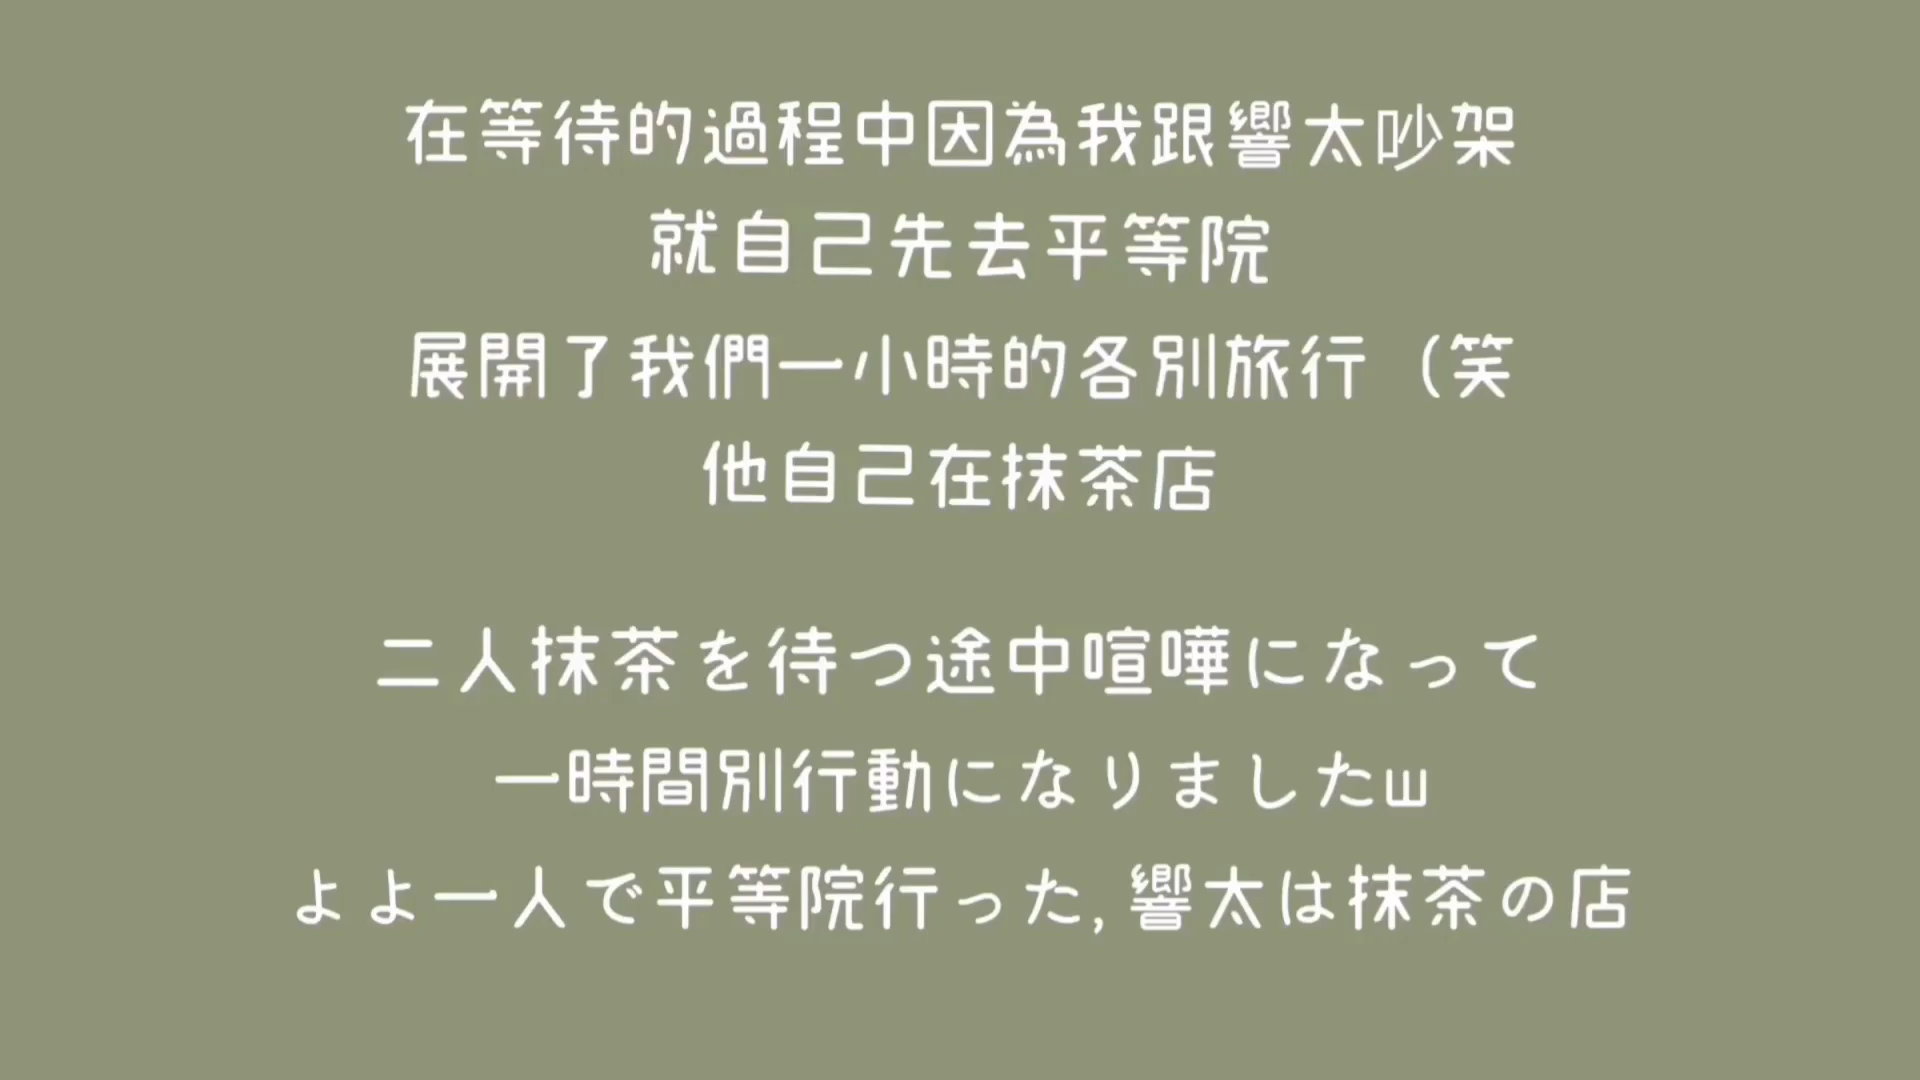 在等待的過程中因為我跟響太吵架
就自己先去平等院
展開了我們一小時的各別旅行（笑
他自己在抹茶店
二人抹茶を待つ途中喧嘩になって
一時間別行動になりましたw
よよ一人で平等院行った,響太は抹茶の店